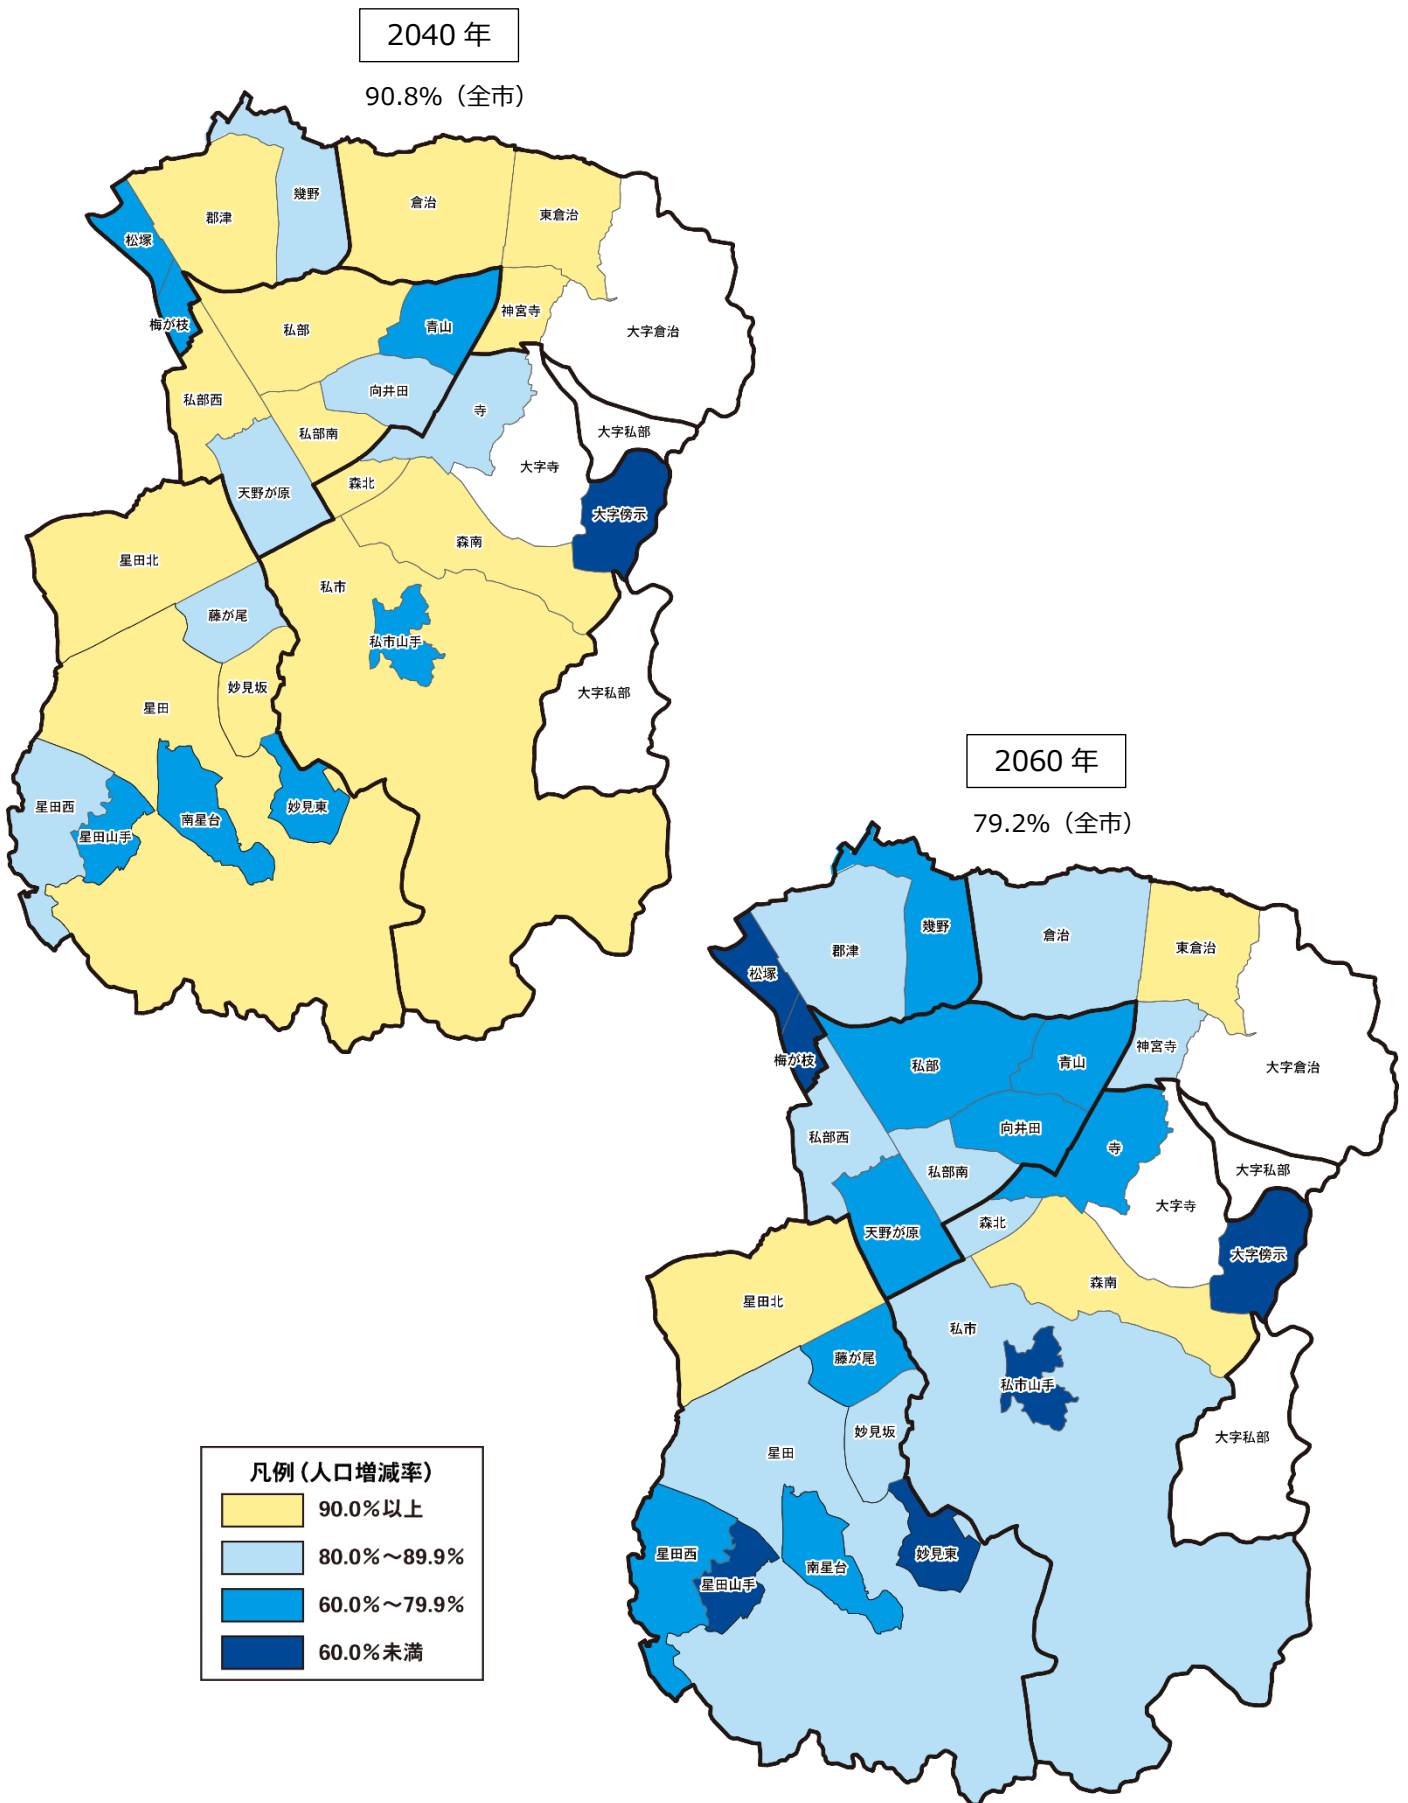 2040 年
90.8%（全市）
幾野
郡津
倉治
東倉治
松塚
梅が枝
私部
青山
神宮寺
大字倉治
私部西
向井田
寺
私部南
大字私部
天野が原
森北
大字寺
大字傍示
星田北
森南
私市
藤が尾
私市山手
妙見坂
大字私部
星田
星田西
星田山手
南星台
妙見東
2060 年
79.2%（全市）
幾野
郡津
倉治
東倉治
松塚
梅が枝
私部
青山
神宮寺
大字倉治
私部西
向井田
寺
私部南
大字私部
天野が原
森北
大字寺
大字傍示
星田北
森南
私市
藤が尾
私市山手
妙見坂
大字私部
星田
星田西
星田山手
南星台
妙見東
凡例（人口増減率）
90.0%以上
80.0%～89.9%
60.0%～79.9%
60.0%未満